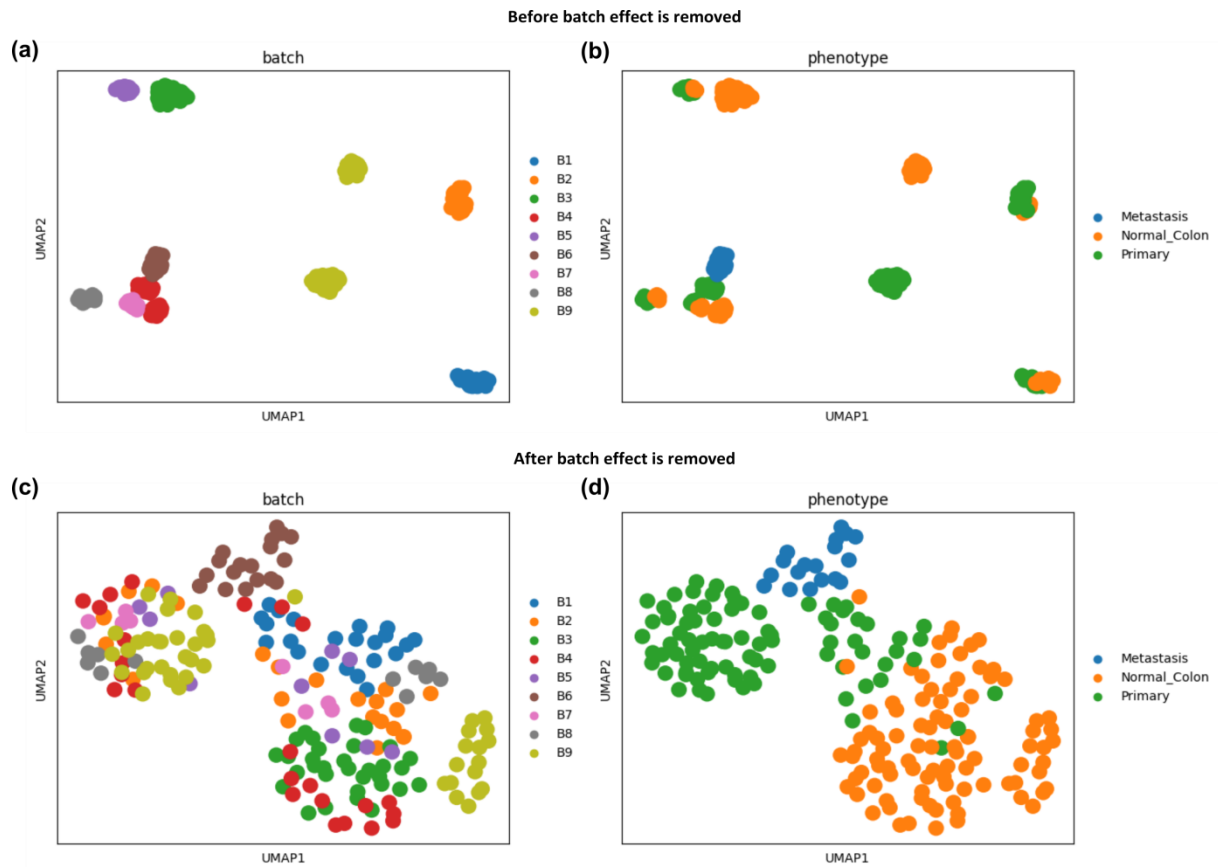 Before batch effect is removed
(a)
batch
UMAP2
UMAP1
B1
B2
B3
B4
B5
B6
B7
B8
B9
(b)
phenotype
UMAP2
UMAP1
Metastasis
Normal_Colon
Primary
After batch effect is removed
(c)
batch
UMAP2
UMAP1
B1
B2
B3
B4
B5
B6
B7
B8
B9
(d)
phenotype
UMAP2
UMAP1
Metastasis
Normal_Colon
Primary